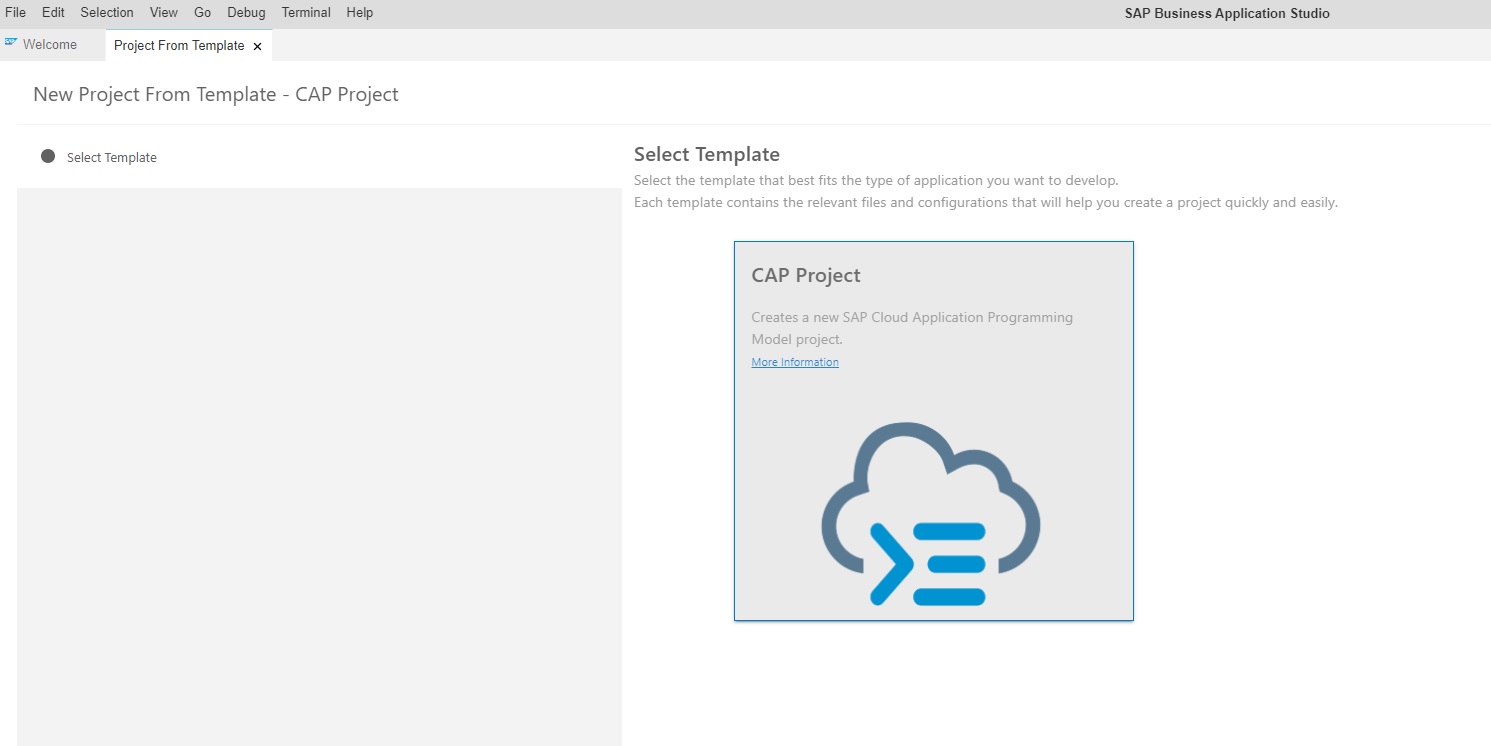 File Edit Selection View Go Debug Terminal Help SAP Business Application Studio
SAP Welcome Project From Template ×
New Project From Template - CAP Project
Select Template
Select Template
Select the template that best fits the type of application you want to develop.
Each template contains the relevant files and configurations that will help you create a project quickly and easily.
CAP Project
Creates a new SAP Cloud Application Programming
Model project.
More Information